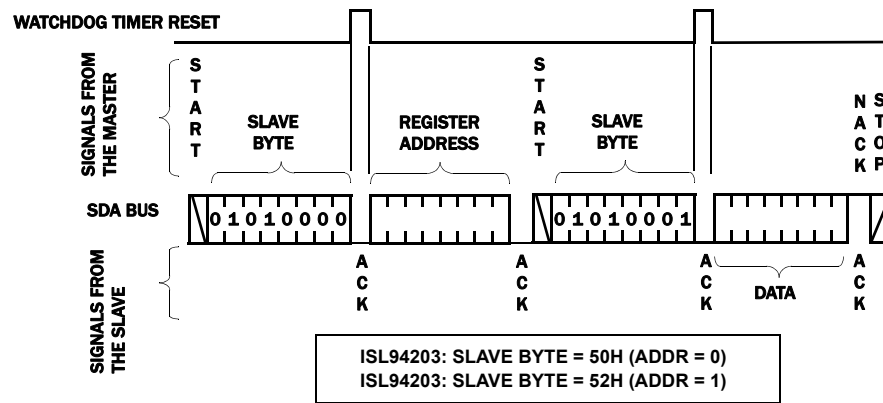 WATCHDOG TIMER RESET
SIGNALS FROM
THE MASTER
START
SLAVE
BYTE
REGISTER
ADDRESS
START
SLAVE
BYTE
NACK
STOP
SDA BUS
01010000
01010001
SIGNALS FROM
THE SLAVE
ACK
ACK
ACK
DATA
ACK
ISL94203: SLAVE BYTE = 50H (ADDR = 0)
ISL94203: SLAVE BYTE = 52H (ADDR = 1)